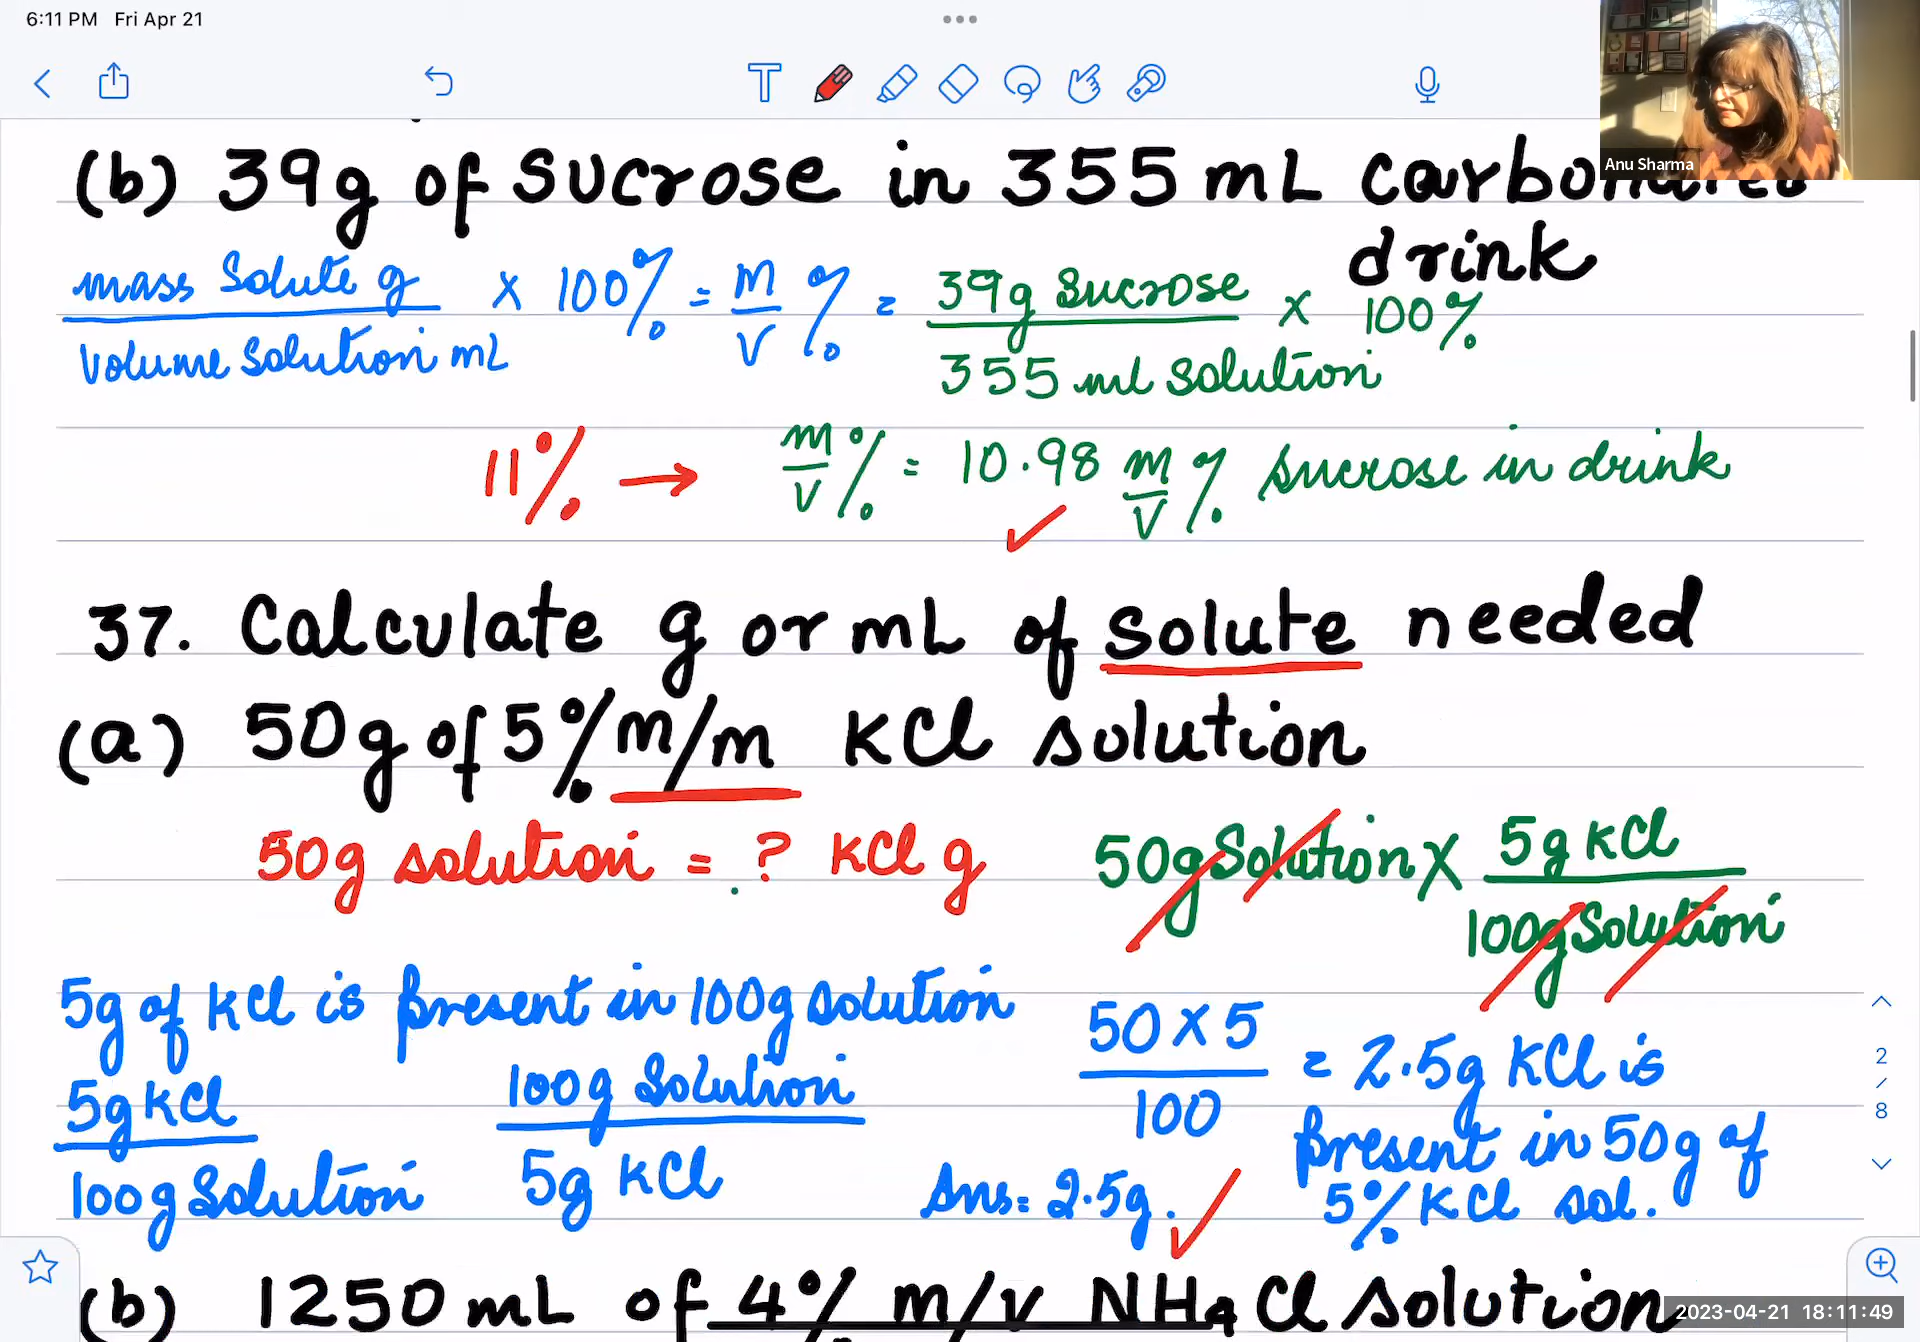 6:11 PM Fri Apr 21
Anu Sharma
(b) 39g of sucrose in 355 mL carbonated
drink
mass solute g / volume solution mL × 100% = m/v % = 39g sucrose / 355 ml solution × 100%
11% → m/v % = 10.98 m/v % sucrose in drink
37. Calculate g or mL of solute needed
(a) 50g of 5% m/m KCl solution
50g solution = ? KCl g
50g solution × 5g KCl / 100g solution
5g of KCl is present in 100g solution
5g KCl / 100g solution
100g solution / 5g KCl
50 × 5 / 100 = 2.5g KCl is
present in 50g of
5% KCl sol.
Ans = 2.5g.
2 / 8
(b) 1250 mL of 4% m/v NH4Cl solution
2023-04-21 18:11:49